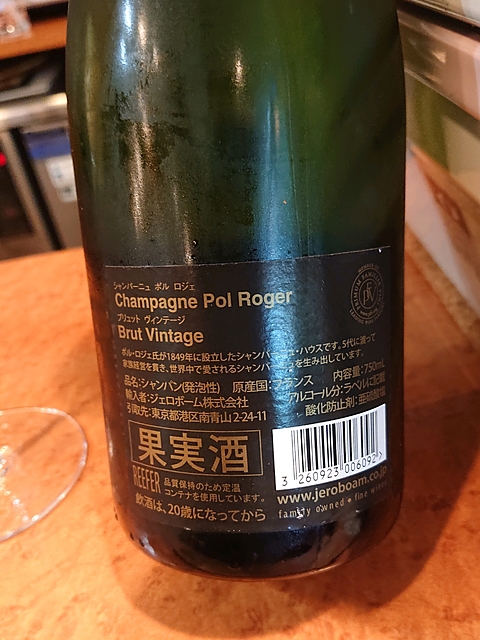 シャンパーニュ ポル ロジェ
Champagne Pol Roger
ブリュット ヴィンテージ
Brut Vintage
ポル・ロジェ氏が1849年に設立したシャンパーニュ・ハウスです。5代に渡って
家族経営を貫き、世界中で愛されるシャンパーニュを生み出しています。
品名:シャンパン(発泡性) 原産国:フランス 内容量:750mL
輸入者:ジェロボーム株式会社 アルコール分:ラベルに記載
引取先:東京都港区南青山2-24-11 酸化防止剤:亜硫酸塩
果実酒
REEFER 品質保持のため定温
コンテナを使用しています。
飲酒は、20歳になってから
3 260923 006092>
www.jeroboam.co.jp
family owned ◆ fine wines